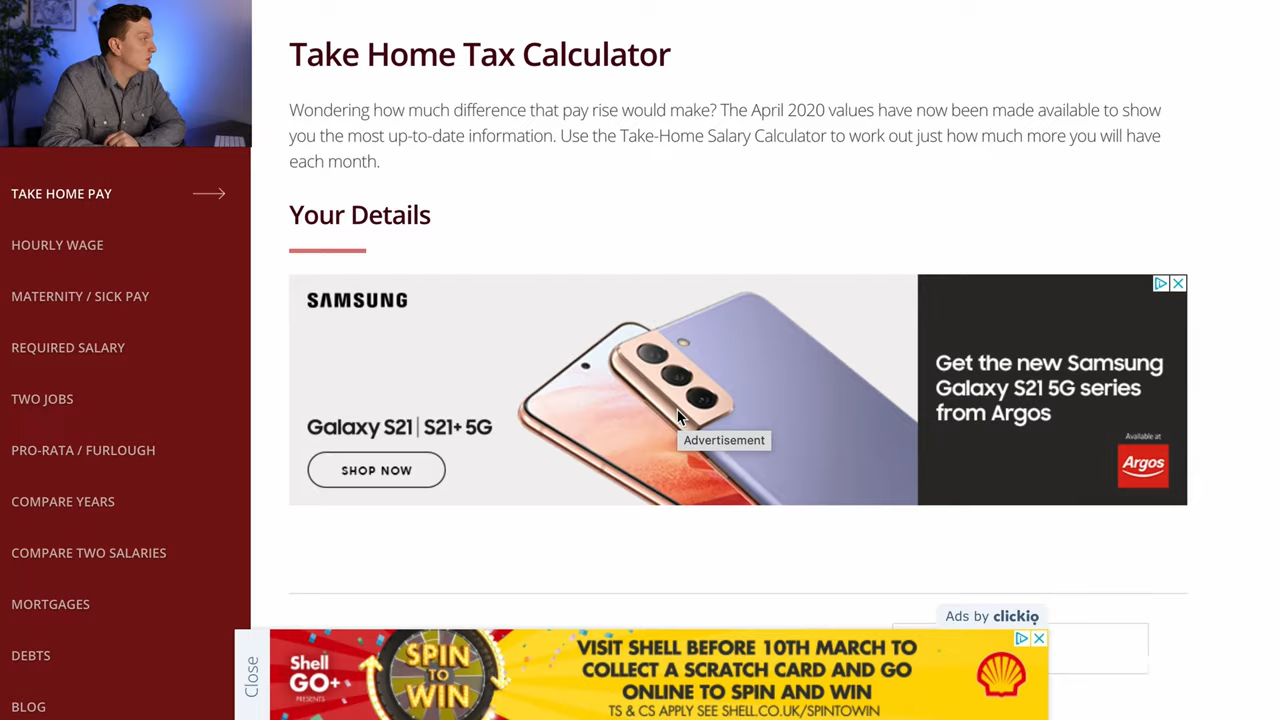 Take Home Tax Calculator
Wondering how much difference that pay rise would make? The April 2020 values have now been made available to show
you the most up-to-date information. Use the Take-Home Salary Calculator to work out just how much more you will have
each month.
TAKE HOME PAY
HOURLY WAGE
MATERNITY / SICK PAY
REQUIRED SALARY
TWO JOBS
PRO-RATA / FURLOUGH
COMPARE YEARS
COMPARE TWO SALARIES
MORTGAGES
DEBTS
BLOG
Your Details
SAMSUNG
Galaxy S21 | S21+ 5G
SHOP NOW
Advertisement
Get the new Samsung
Galaxy S21 5G series
from Argos
Available at
Argos
Ads by clickio
Close
Shell
GO+
PRESENTS
SPIN
TO
WIN
VISIT SHELL BEFORE 10TH MARCH TO
COLLECT A SCRATCH CARD AND GO
ONLINE TO SPIN AND WIN
TS & CS APPLY SEE SHELL.CO.UK/SPINTOWIN